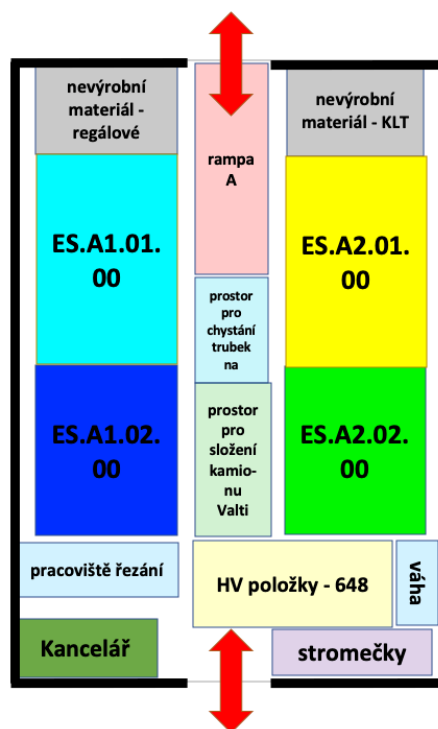 nevýrobní
materiál -
regálové
rampa
A
nevýrobní
materiál - KLT
ES.A1.01.
00
ES.A2.01.
00
prostor
pro
chystání
trubek
na
ES.A1.02.
00
prostor
pro
složení
kamio-
nu
Valti
ES.A2.02.
00
pracoviště řezání
HV položky - 648
váha
Kancelář
stromečky